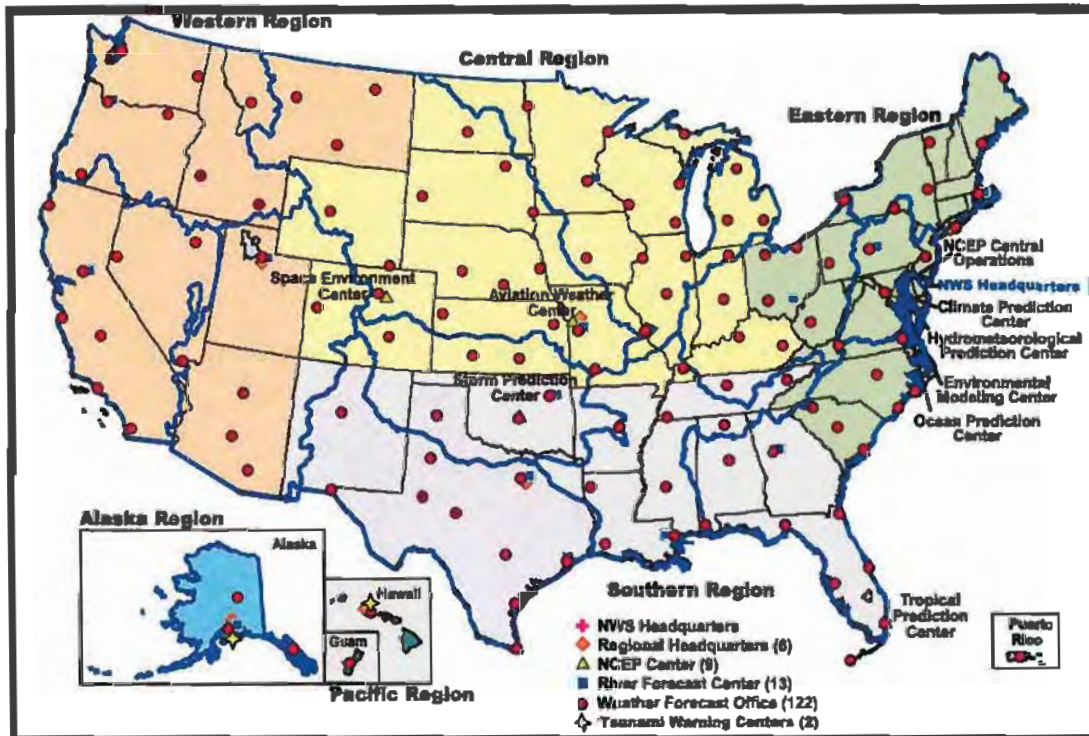 Western Region
Central Region
Eastern Region
NCEP Central
Operations
NWS Headquarters
Climate Prediction
Center
Hydrometeorological
Prediction Center
Environmental
Modeling Center
Ocean Prediction
Center
Space Environment
Center
Aviation Weather
Center
Storm Prediction
Center
Alaska Region
Alaska
Hawaii
Guam
Pacific Region
Southern Region
NWS Headquarters
Regional Headquarters (6)
NCEP Center (9)
River Forecast Center (13)
Weather Forecast Office (122)
Tsunami Warning Centers (2)
Tropical
Prediction
Center
Puerto
Rico